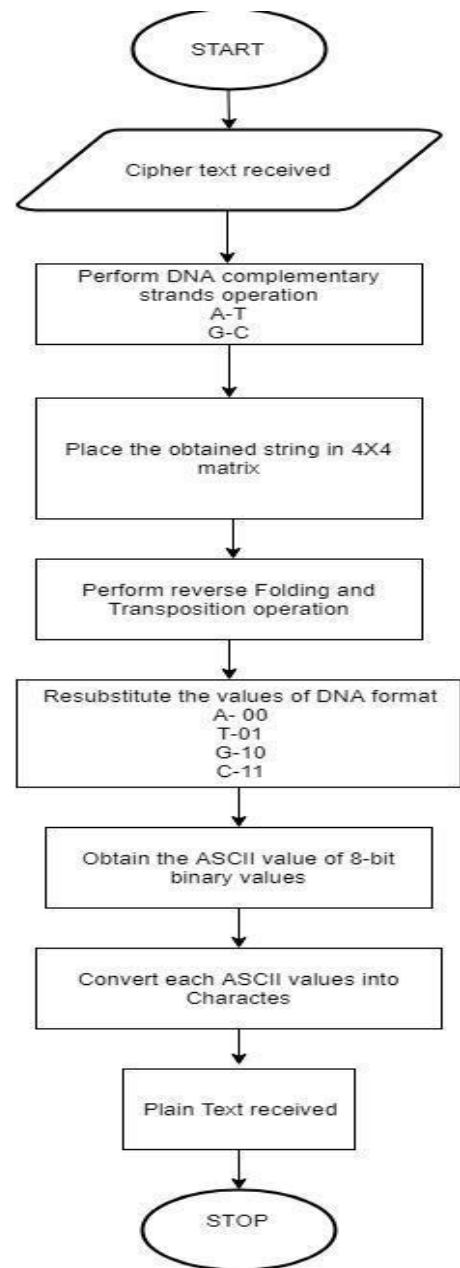 START
Cipher text received
Perform DNA complementary
strands operation
A-T
G-C
Place the obtained string in 4X4
matrix
Perform reverse Folding and
Transposition operation
Resubstitute the values of DNA format
A- 00
T-01
G-10
C-11
Obtain the ASCII value of 8-bit
binary values
Convert each ASCII values into
Charactes
Plain Text received
STOP